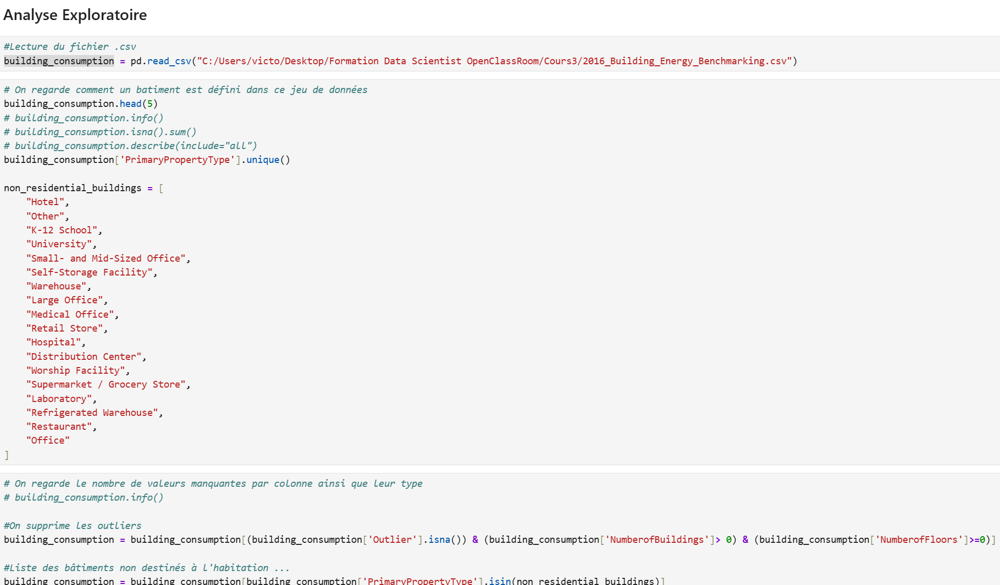 Analyse Exploratoire
#Lecture du fichier .csv
building_consumption = pd.read_csv("C:/Users/victo/Desktop/Formation Data Scientist OpenClassRoom/Cours3/2016_Building_Energy_Benchmarking.csv")
# On regarde comment un batiment est défini dans ce jeu de données
building_consumption.head(5)
# building_consumption.info()
# building_consumption.isna().sum()
# building_consumption.describe(include="all")
building_consumption['PrimaryPropertyType'].unique()
non_residential_buildings = [
    "Hotel",
    "Other",
    "K-12 School",
    "University",
    "Small- and Mid-Sized Office",
    "Self-Storage Facility",
    "Warehouse",
    "Large Office",
    "Medical Office",
    "Retail Store",
    "Hospital",
    "Distribution Center",
    "Worship Facility",
    "Supermarket / Grocery Store",
    "Laboratory",
    "Refrigerated Warehouse",
    "Restaurant",
    "Office"
]
# On regarde le nombre de valeurs manquantes par colonne ainsi que leur type
# building_consumption.info()
#On supprime les outliers
building_consumption = building_consumption[(building_consumption['Outlier'].isna()) & (building_consumption['NumberofBuildings']> 0) & (building_consumption['NumberofFloors']>=0)]
#Liste des bâtiments non destinés à l'habitation ...
building_consumption = building_consumption[building_consumption['PrimaryPropertyType'].isin(non_residential_buildings)]